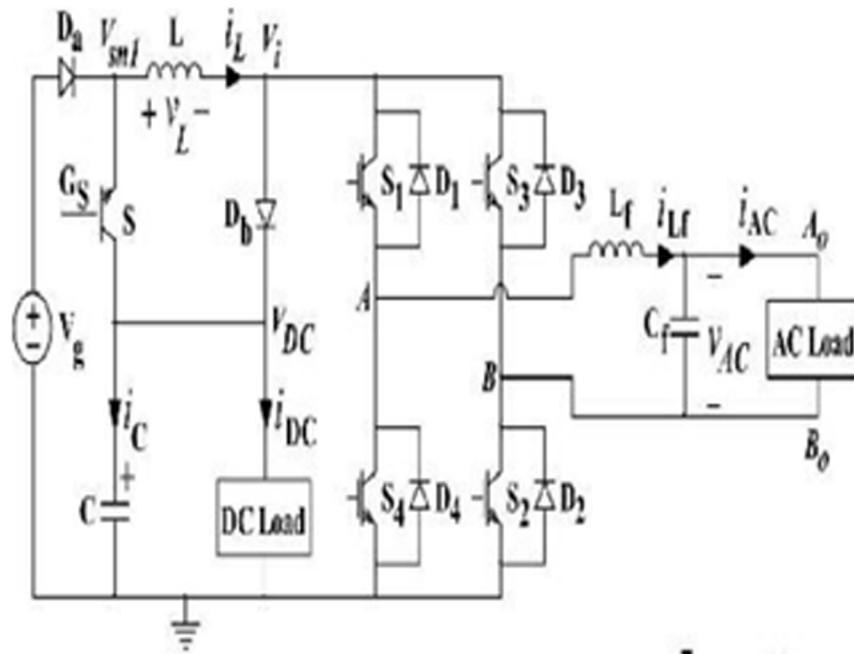 Da Vsn1 L iL Vi
+ VL −
GS S Db S1 D1 S3 D3
Lf iLf iAC Ao
A
+ − Vg VDC Cf − VAC AC Load
B
iC iDC −
Bo
+ C DC Load S4 D4 S2 D2